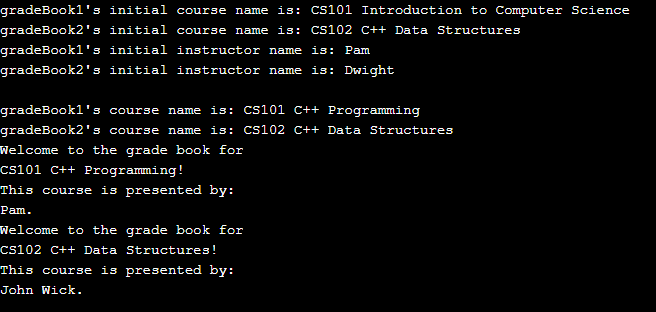 gradeBook1's initial course name is: CS101 Introduction to Computer Science
gradeBook2's initial course name is: CS102 C++ Data Structures
gradeBook1's initial instructor name is: Pam
gradeBook2's initial instructor name is: Dwight
gradeBook1's course name is: CS101 C++ Programming
gradeBook2's course name is: CS102 C++ Data Structures
Welcome to the grade book for
CS101 C++ Programming!
This course is presented by:
Pam.
Welcome to the grade book for
CS102 C++ Data Structures!
This course is presented by:
John Wick.